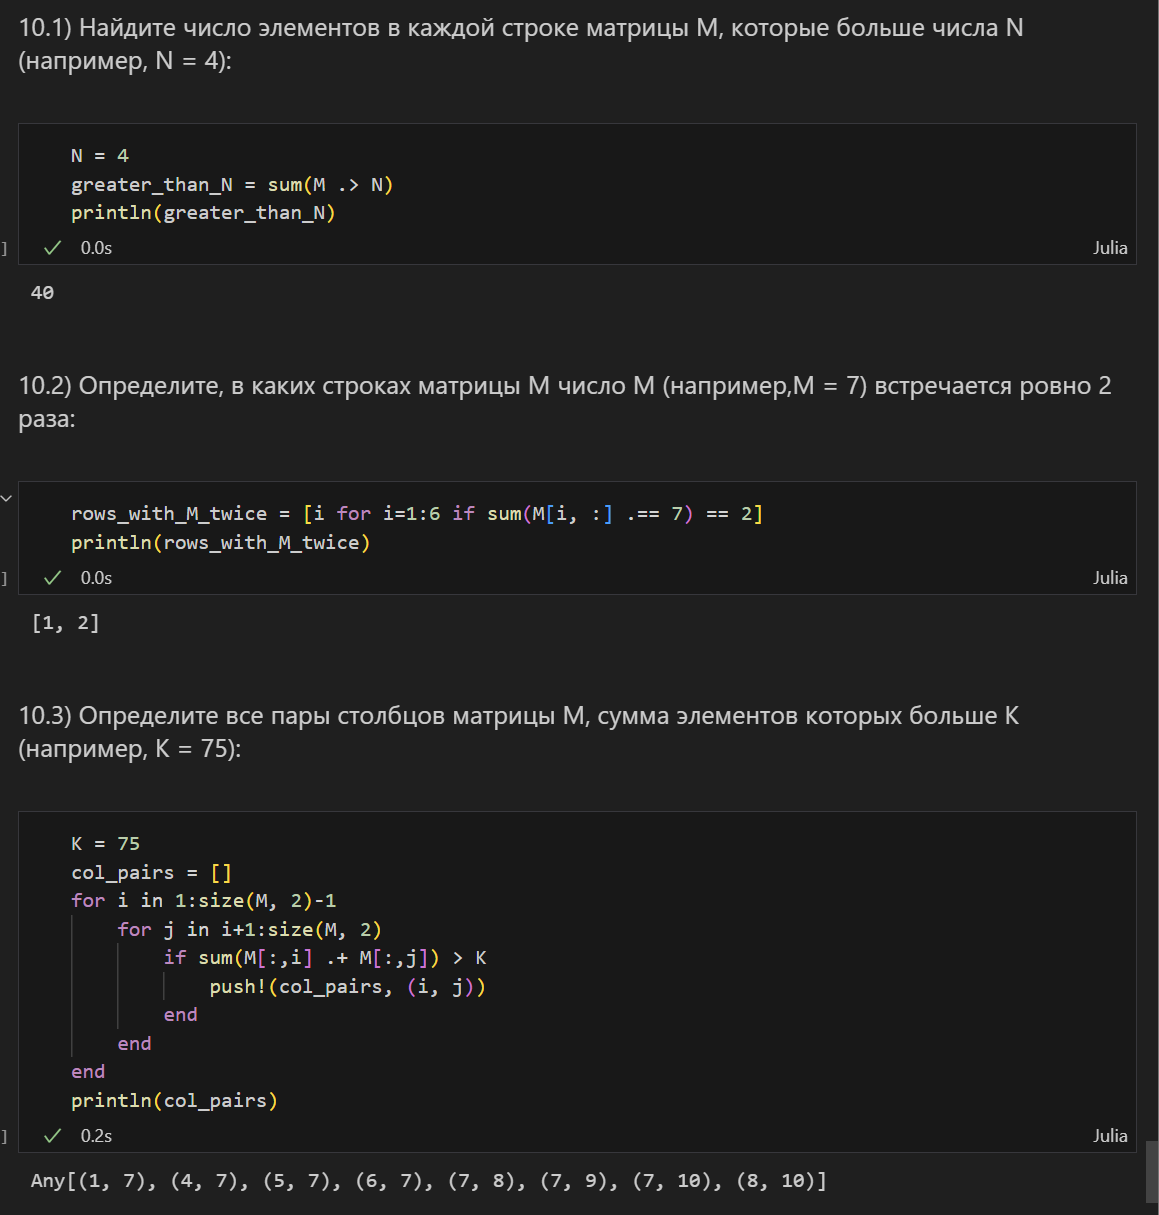 10.1) Найдите число элементов в каждой строке матрицы M, которые больше числа N
(например, N = 4):
N = 4
greater_than_N = sum(M .> N)
println(greater_than_N)
] 0.0s Julia
40
10.2) Определите, в каких строках матрицы M число M (например,M = 7) встречается ровно 2
раза:
rows_with_M_twice = [i for i=1:6 if sum(M[i, :] .== 7) == 2]
println(rows_with_M_twice)
] 0.0s Julia
[1, 2]
10.3) Определите все пары столбцов матрицы M, сумма элементов которых больше K
(например, K = 75):
K = 75
col_pairs = []
for i in 1:size(M, 2)-1
for j in i+1:size(M, 2)
if sum(M[:,i] .+ M[:,j]) > K
push!(col_pairs, (i, j))
end
end
end
println(col_pairs)
] 0.2s Julia
Any[(1, 7), (4, 7), (5, 7), (6, 7), (7, 8), (7, 9), (7, 10), (8, 10)]